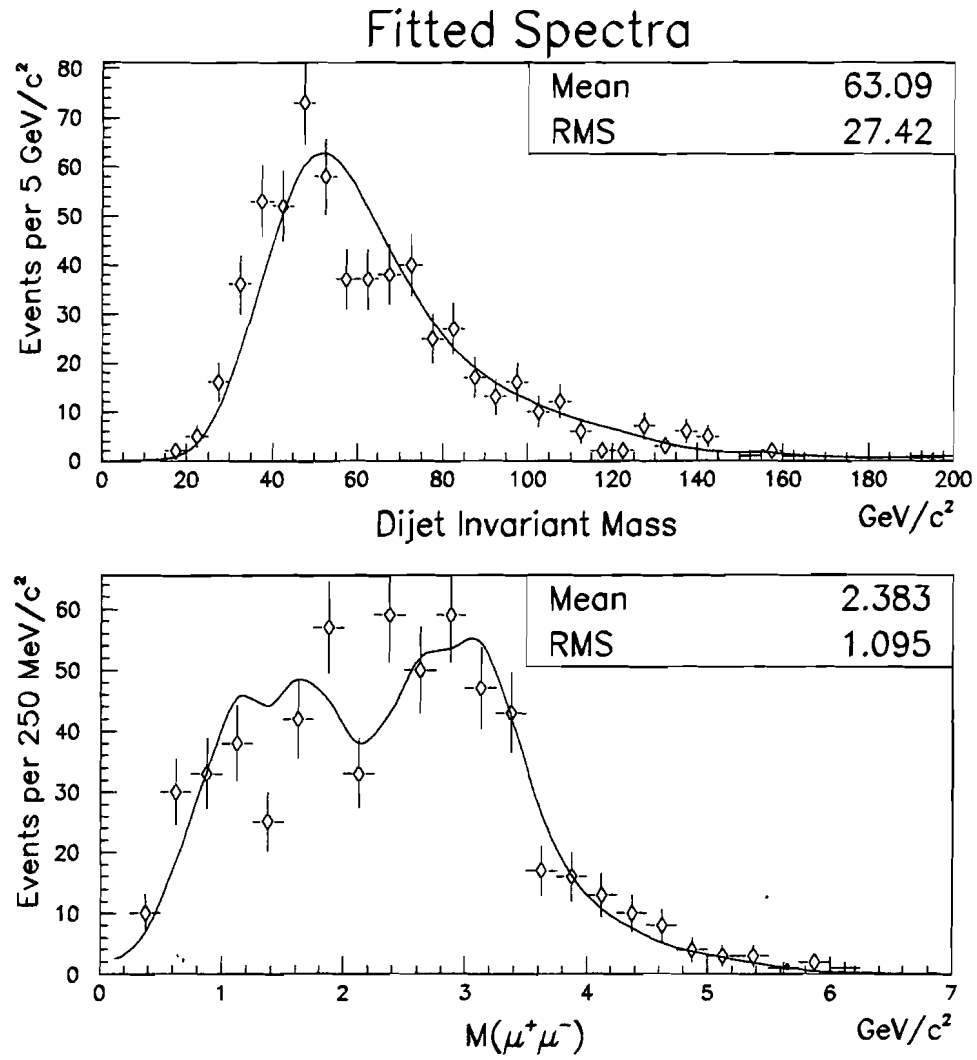 Fitted Spectra
Events per 5 GeV/c²
80
70
60
50
40
30
20
10
0
Mean 63.09
RMS 27.42
0 20 40 60 80 100 120 140 160 180 200
Dijet Invariant Mass
GeV/c²
Events per 250 MeV/c²
60
50
40
30
20
10
0
Mean 2.383
RMS 1.095
0 1 2 3 4 5 6 7
M(μ⁺μ⁻)
GeV/c²